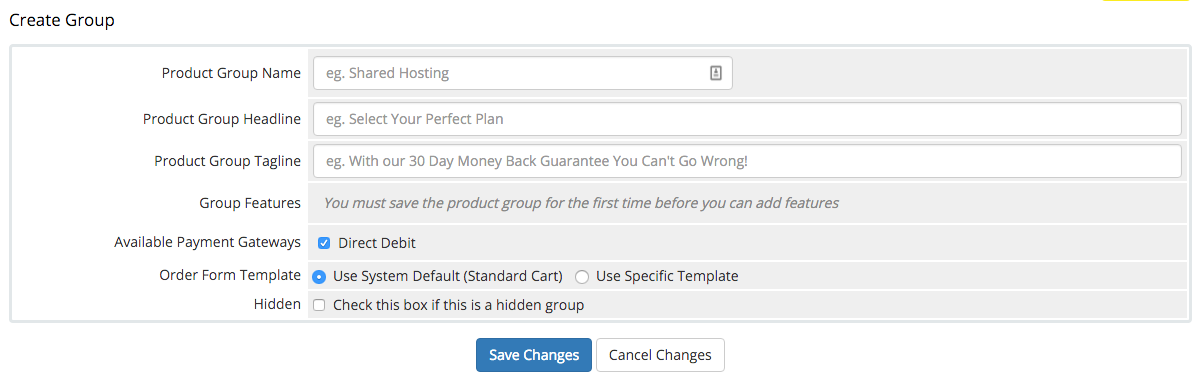 Create Group
Product Group Name eg. Shared Hosting
Product Group Headline eg. Select Your Perfect Plan
Product Group Tagline eg. With our 30 Day Money Back Guarantee You Can't Go Wrong!
Group Features You must save the product group for the first time before you can add features
Available Payment Gateways Direct Debit
Order Form Template Use System Default (Standard Cart) Use Specific Template
Hidden Check this box if this is a hidden group
Save Changes Cancel Changes